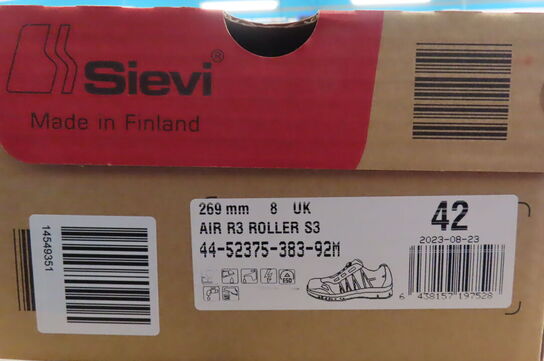 Sievi®
Made in Finland
269 mm 8 UK
AIR R3 ROLLER S3
44-52375-383-92M
42
2023-08-23
ESD
6 438157 197528
14549351